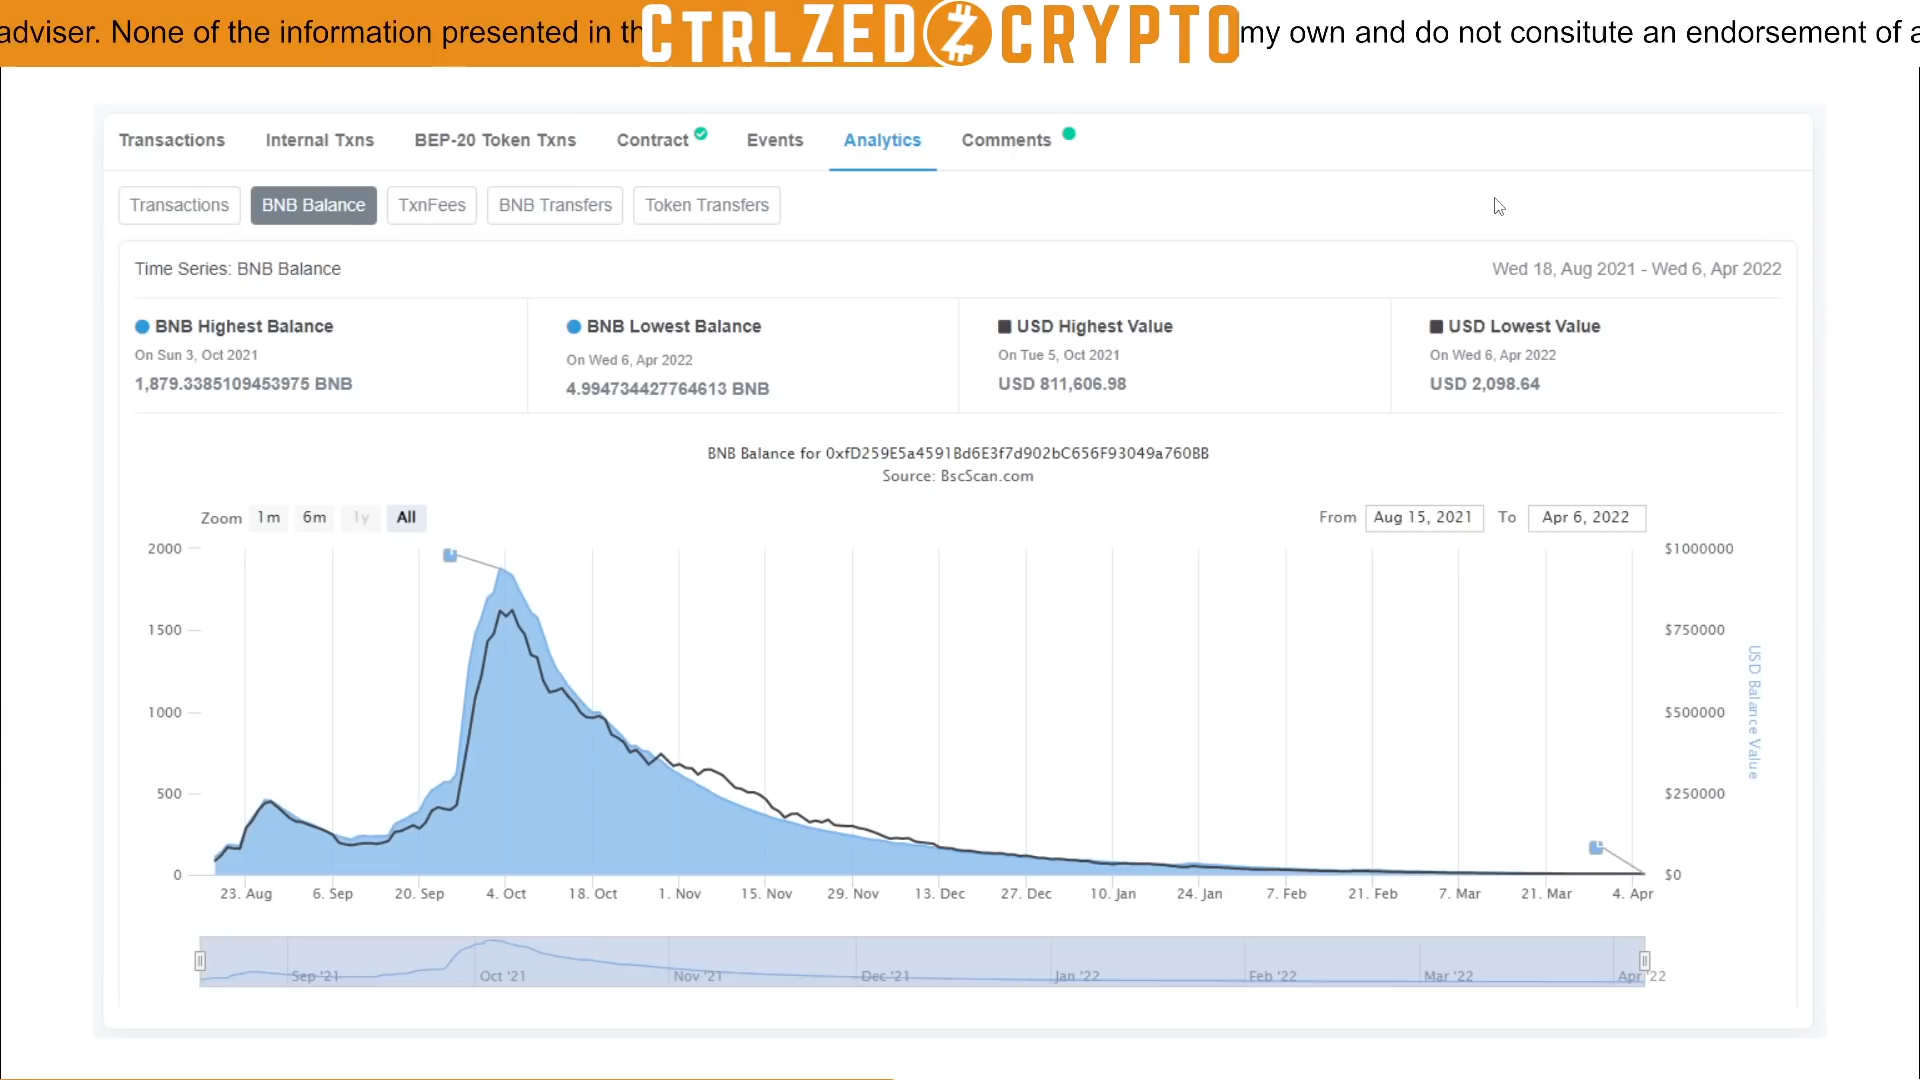 adviser. None of the information presented in th
CTRLZED CRYPTO
my own and do not consitute an endorsement of a
Transactions Internal Txns BEP-20 Token Txns Contract Events Analytics Comments
Transactions BNB Balance TxnFees BNB Transfers Token Transfers
Time Series: BNB Balance Wed 18, Aug 2021 - Wed 6, Apr 2022
BNB Highest Balance BNB Lowest Balance USD Highest Value USD Lowest Value
On Sun 3, Oct 2021 On Wed 6, Apr 2022 On Tue 5, Oct 2021 On Wed 6, Apr 2022
1,879.3385109453975 BNB 4.994734427764613 BNB USD 811,606.98 USD 2,098.64
BNB Balance for 0xfD259E5a4591Bd6E3f7d902bC656F93049a760BB
Source: BscScan.com
Zoom 1m 6m 1y All From Aug 15, 2021 To Apr 6, 2022
2000 $1000000
1500 $750000
1000 $500000
500 $250000
0 $0
USD Balance Value
23. Aug 6. Sep 20. Sep 4. Oct 18. Oct 1. Nov 15. Nov 29. Nov 13. Dec 27. Dec 10. Jan 24. Jan 7. Feb 21. Feb 7. Mar 21. Mar 4. Apr
Sep '21 Oct '21 Nov '21 Dec '21 Jan '22 Feb '22 Mar '22 Apr '22